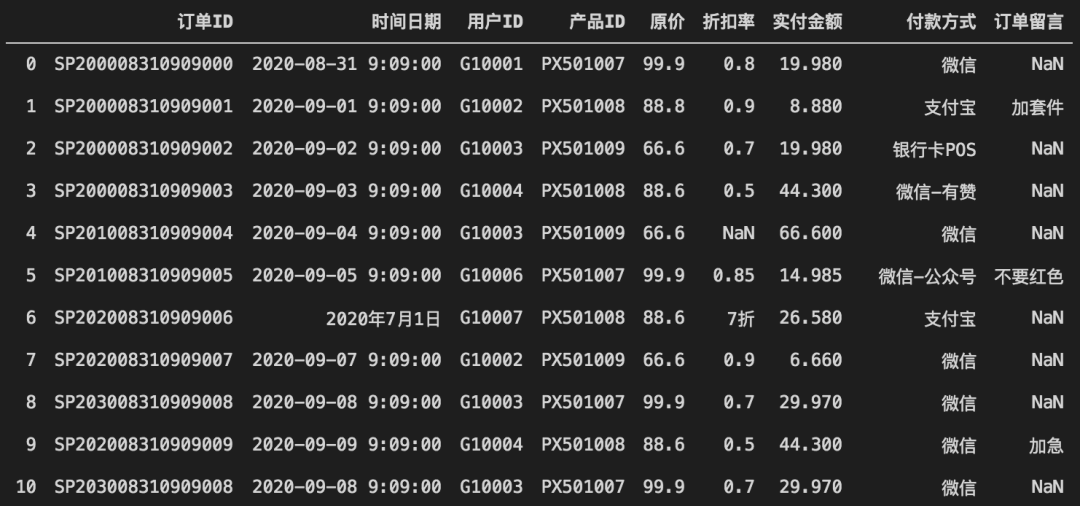 订单ID 时间日期 用户ID 产品ID 原价 折扣率 实付金额 付款方式 订单留言
0 SP200008310909000 2020-08-31 9:09:00 G10001 PX501007 99.9 0.8 19.980 微信 NaN
1 SP200008310909001 2020-09-01 9:09:00 G10002 PX501008 88.8 0.9 8.880 支付宝 加套件
2 SP200008310909002 2020-09-02 9:09:00 G10003 PX501009 66.6 0.7 19.980 银行卡POS NaN
3 SP200008310909003 2020-09-03 9:09:00 G10004 PX501008 88.6 0.5 44.300 微信-有赞 NaN
4 SP201008310909004 2020-09-04 9:09:00 G10003 PX501009 66.6 NaN 66.600 微信 NaN
5 SP201008310909005 2020-09-05 9:09:00 G10006 PX501007 99.9 0.85 14.985 微信-公众号 不要红色
6 SP202008310909006 2020年7月1日 G10007 PX501008 88.6 7折 26.580 支付宝 NaN
7 SP202008310909007 2020-09-07 9:09:00 G10002 PX501009 66.6 0.9 6.660 微信 NaN
8 SP203008310909008 2020-09-08 9:09:00 G10003 PX501007 99.9 0.7 29.970 微信 NaN
9 SP202008310909009 2020-09-09 9:09:00 G10004 PX501008 88.6 0.5 44.300 微信 加急
10 SP203008310909008 2020-09-08 9:09:00 G10003 PX501007 99.9 0.7 29.970 微信 NaN